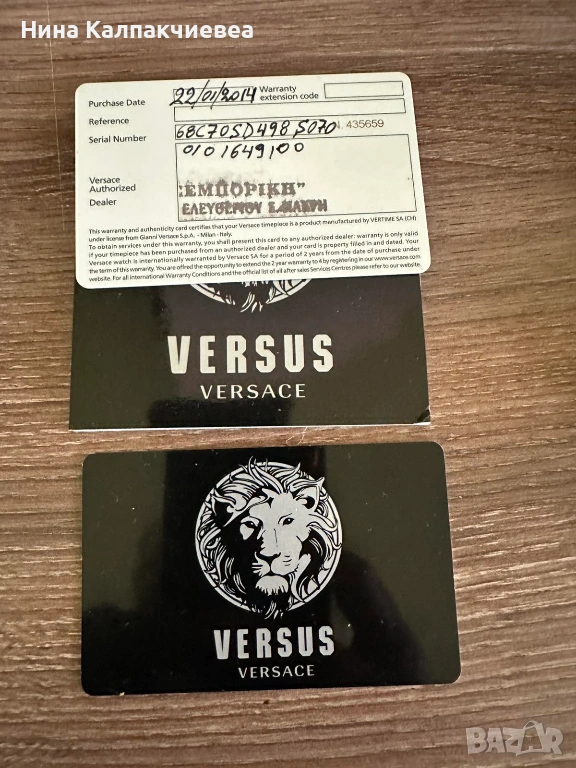 Нина Калпакчиевеа
Purchase Date 22/01/2014 Warranty extension code
Reference
Serial Number 68C70SD498 S070 N. 435659
0101649100
Versace Authorized Dealer
"ΕΜΠΟΡΙΚΗ"
ΕΛΕΥΘΕΡΙΟΥ Ε.
This warranty and authenticity card certifies that your Versace timepiece is a product manufactured by VERTIME SA (CH)
under license from Gianni Versace S.p.A. - Milan - Italy.
To obtain services under this warranty, you shall present this card to any authorized dealer: warranty is only valid
if your timepiece has been purchased from an authorized dealer and your card is properly filled in and dated. Your
Versace watch is internationally warranted by Versace SA for a period of 2 years from the date of purchase under
the term of this warranty. You are offered the opportunity to extend the 2 year warranty to 4 by registering in our www.versace.com
website. For all International Warranty Conditions and the official list of all after sales Services Centres please refer to our website.
VERSUS
VERSACE
VERSUS
VERSACE
BAZAR